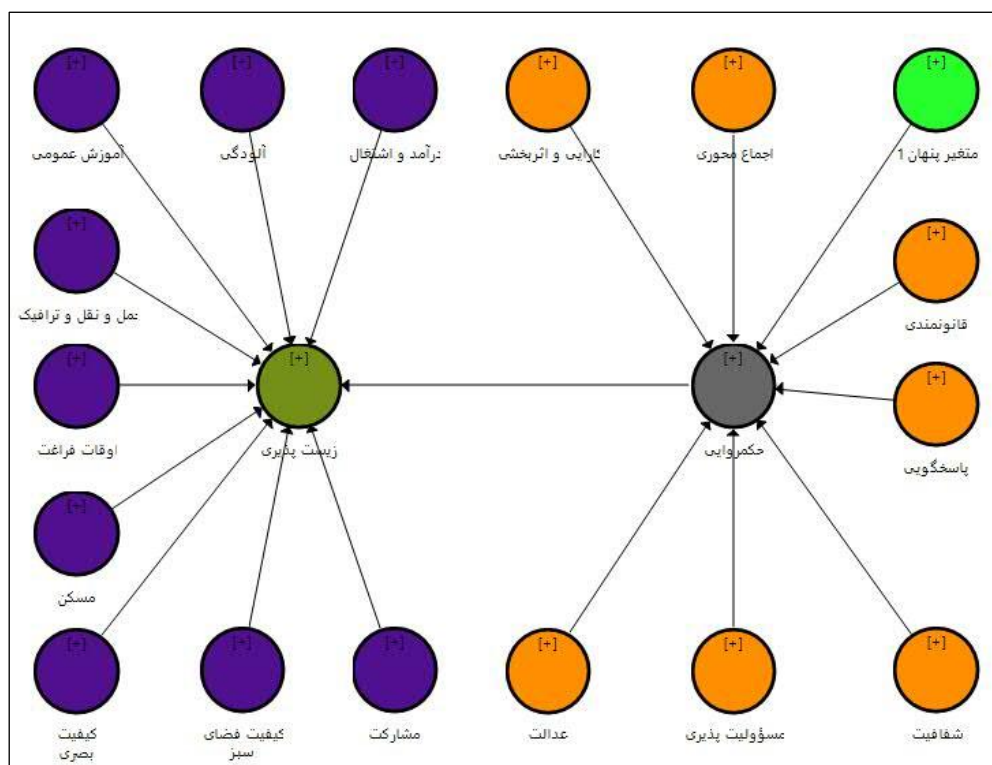 [+] [+] [+] [+] [+] [+]
متغیر پنهان 1
اجماع محوری
کارایی و اثربخشی
درآمد و اشتغال
آلودگی
آموزش عمومی
[+] [+]
قانونمندی
حمل و نقل و ترافیک
[+] [+] [+] [+]
پاسخگویی
حکمروایی
زیست پذیری
اوقات فراغت
[+]
مسکن
[+] [+] [+] [+] [+] [+]
شفافیت
مسؤولیت پذیری
عدالت
مشارکت
کیفیت فضای
سبز
کیفیت
بصری